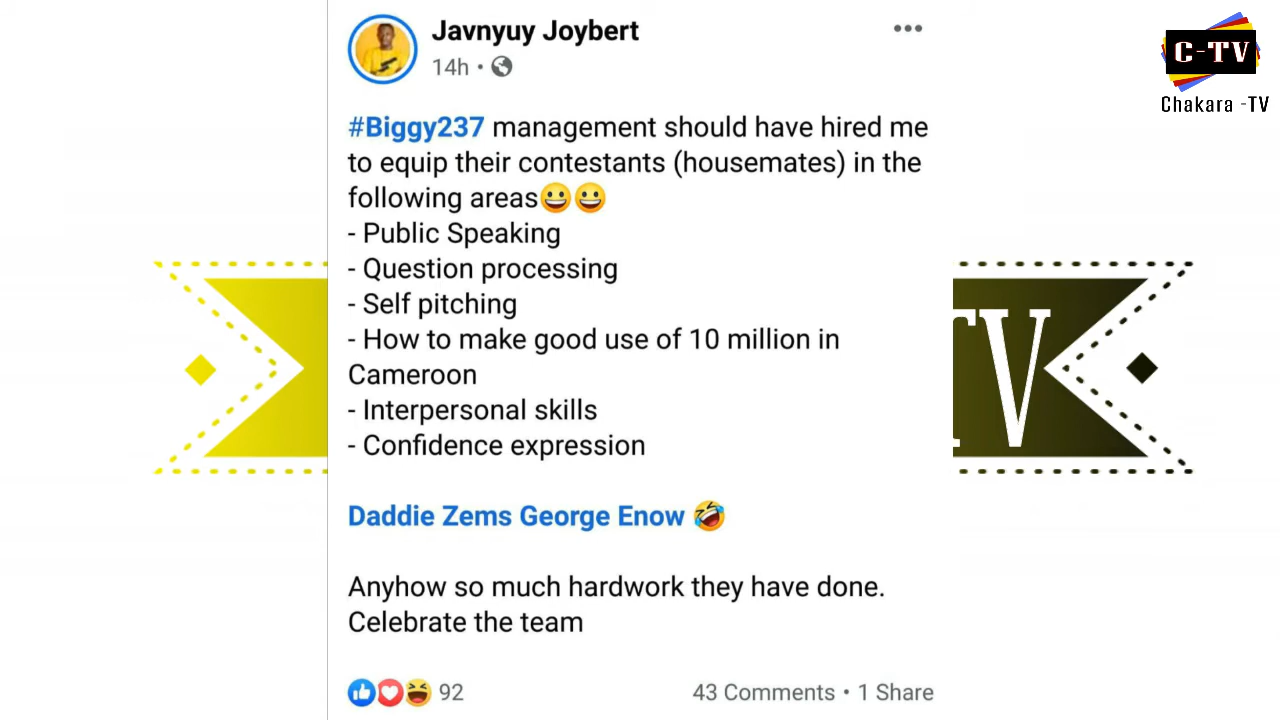 Javnyuy Joybert
14h •
#Biggy237 management should have hired me
to equip their contestants (housemates) in the
following areas😀😀
- Public Speaking
- Question processing
- Self pitching
- How to make good use of 10 million in
Cameroon
- Interpersonal skills
- Confidence expression
Daddie Zems George Enow 🤣
Anyhow so much hardwork they have done.
Celebrate the team
92
43 Comments • 1 Share
C-TV
Chakara -TV
TV